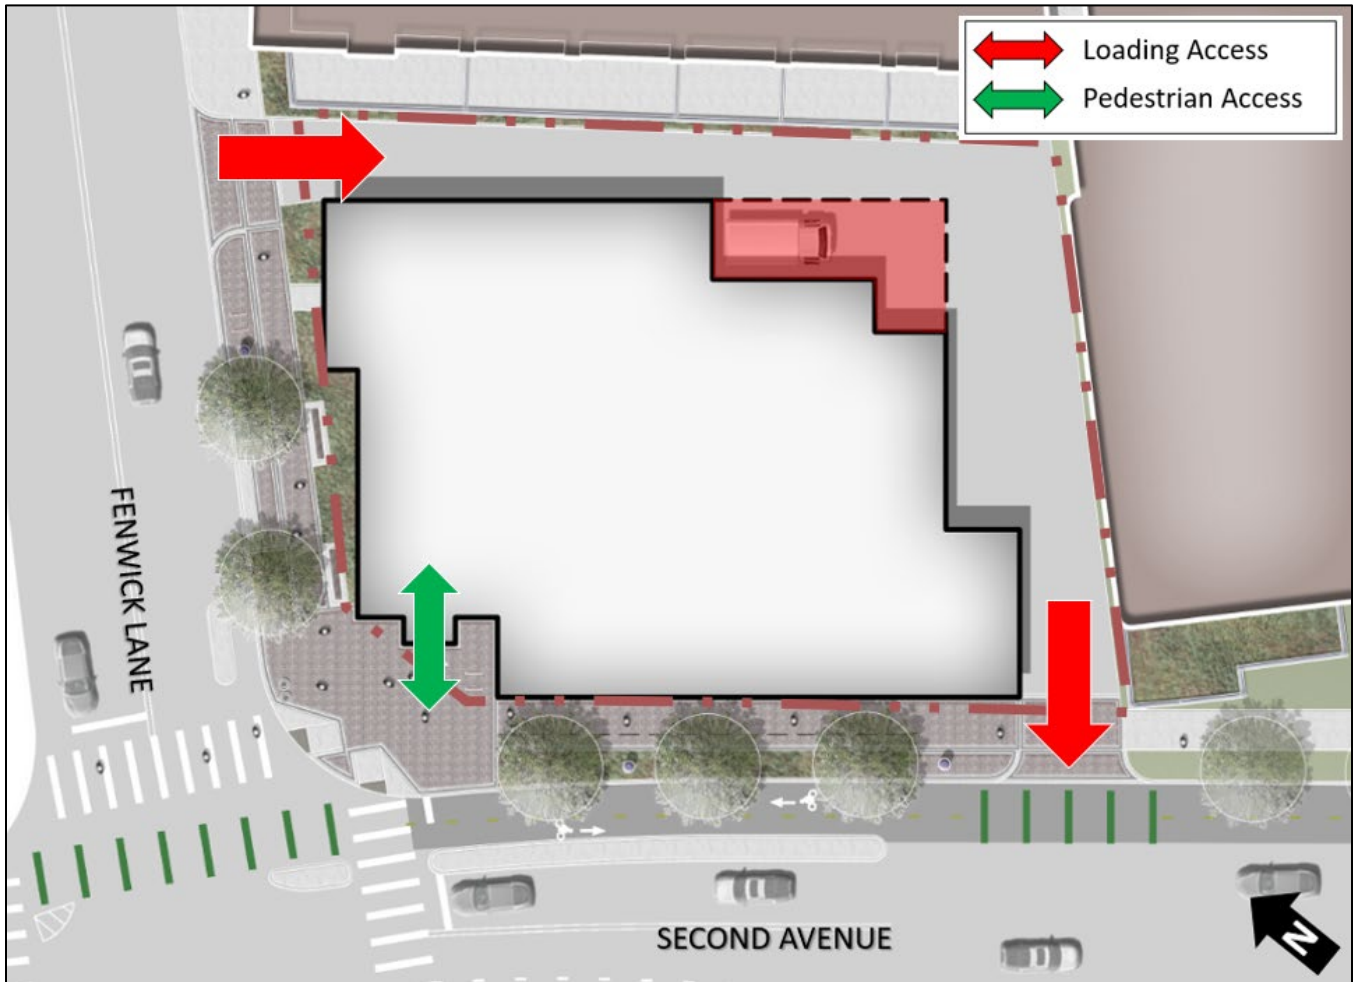 Loading Access
Pedestrian Access
FENWICK LANE
SECOND AVENUE
N